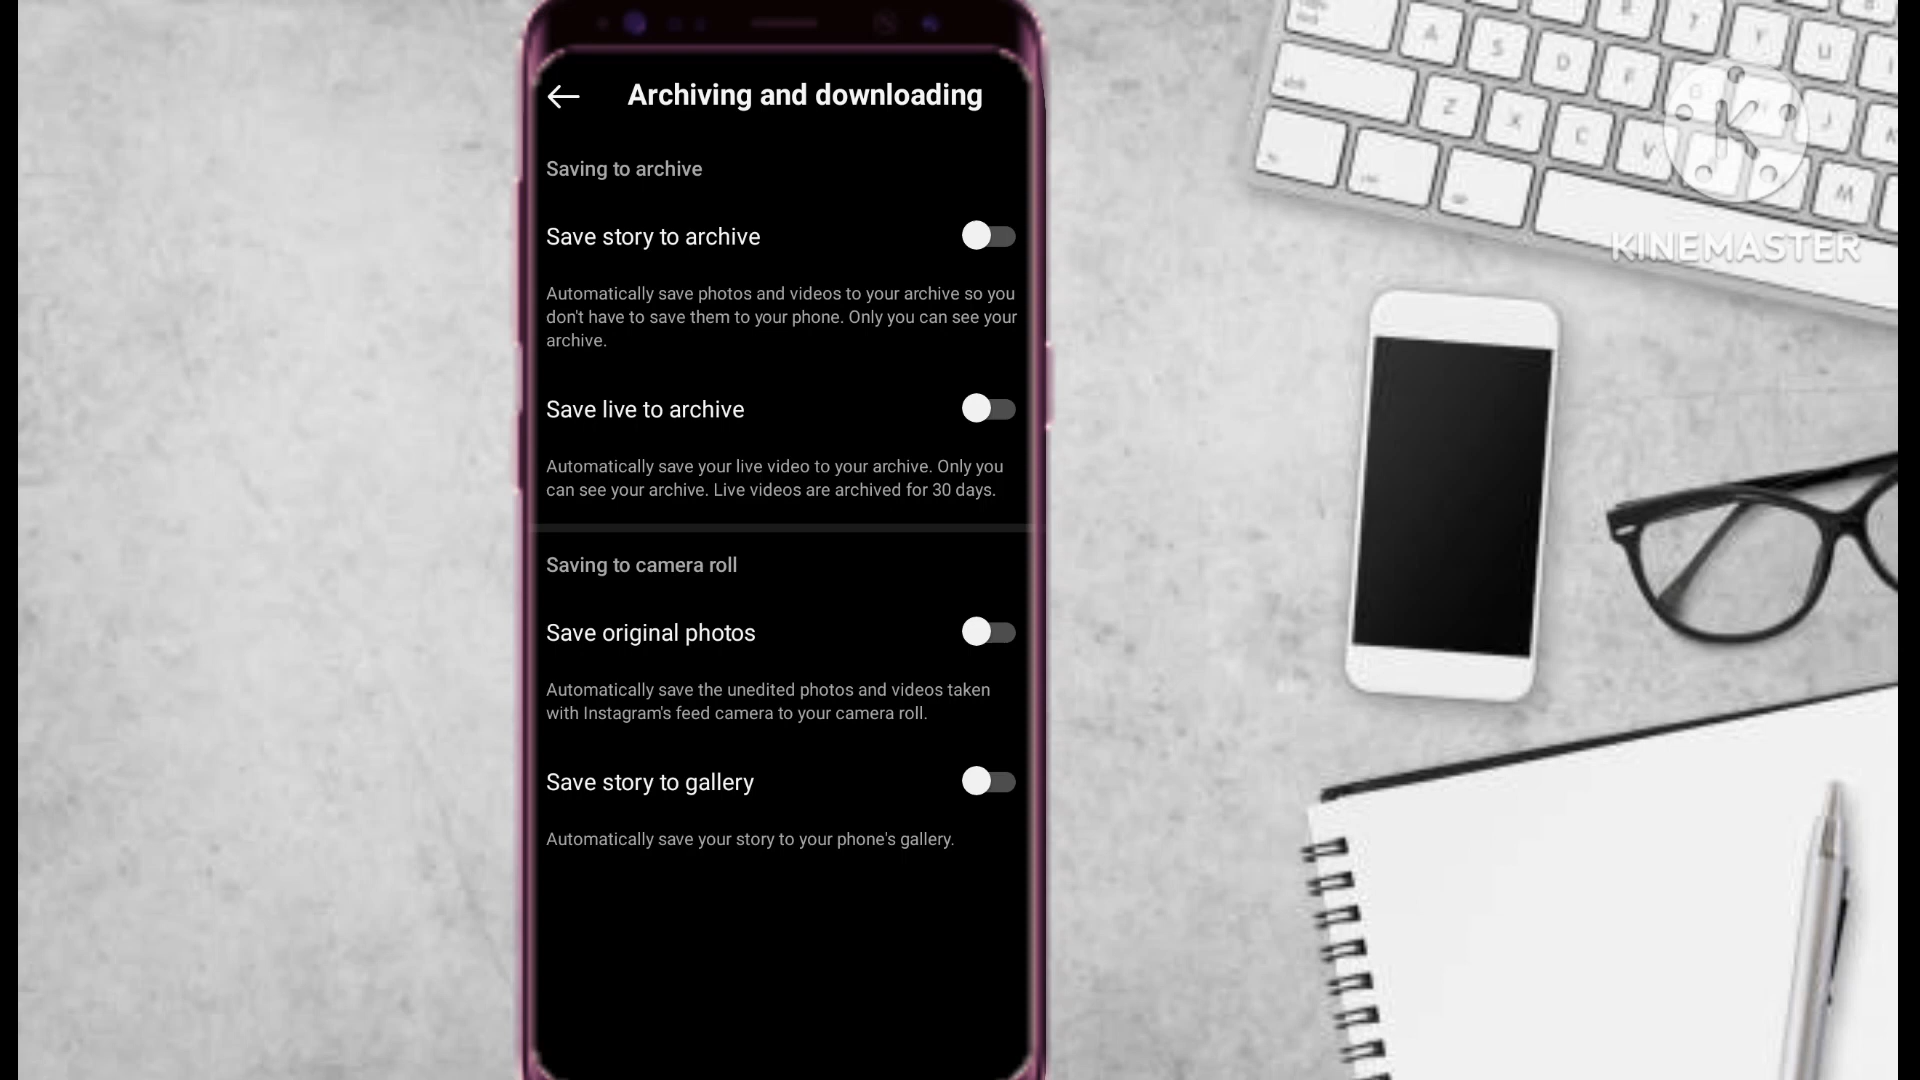 Archiving and downloading
Saving to archive
Save story to archive
Automatically save photos and videos to your archive so you
don't have to save them to your phone. Only you can see your
archive.
Save live to archive
Automatically save your live video to your archive. Only you
can see your archive. Live videos are archived for 30 days.
Saving to camera roll
Save original photos
Automatically save the unedited photos and videos taken
with Instagram's feed camera to your camera roll.
Save story to gallery
Automatically save your story to your phone's gallery.
K
KINEMASTER
A S D F
Z X C V
M